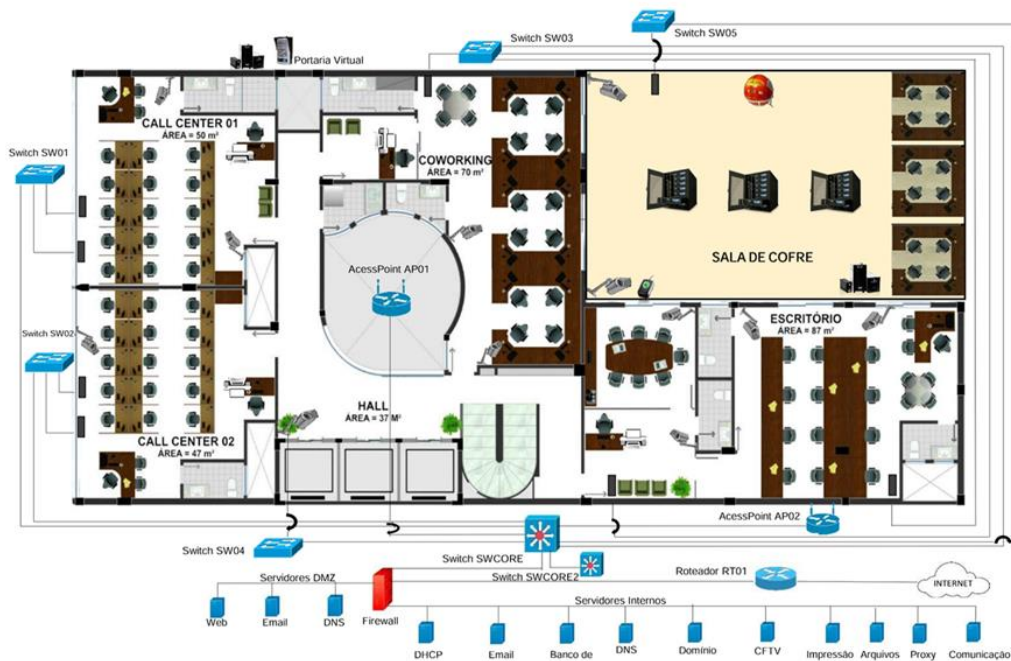 Switch SW03
Switch SW05
Portaria Virtual
CALL CENTER 01
ÁREA = 50 m²
Switch SW01
COWORKING
ÁREA = 70 m²
SALA DE COFRE
AcessPoint AP01
ESCRITÓRIO
ÁREA = 87 m²
Switch SW02
HALL
ÁREA = 37 M²
CALL CENTER 02
ÁREA = 47 m²
AcessPoint AP02
Switch SW04
Switch SWCORE
Switch SWCORE2
Roteador RT01
INTERNET
Servidores DMZ
Servidores Internos
Web
Email
DNS
Firewall
DHCP
Email
Banco de
DNS
Domínio
CFTV
Impressão
Arquivos
Proxy
Comunicação